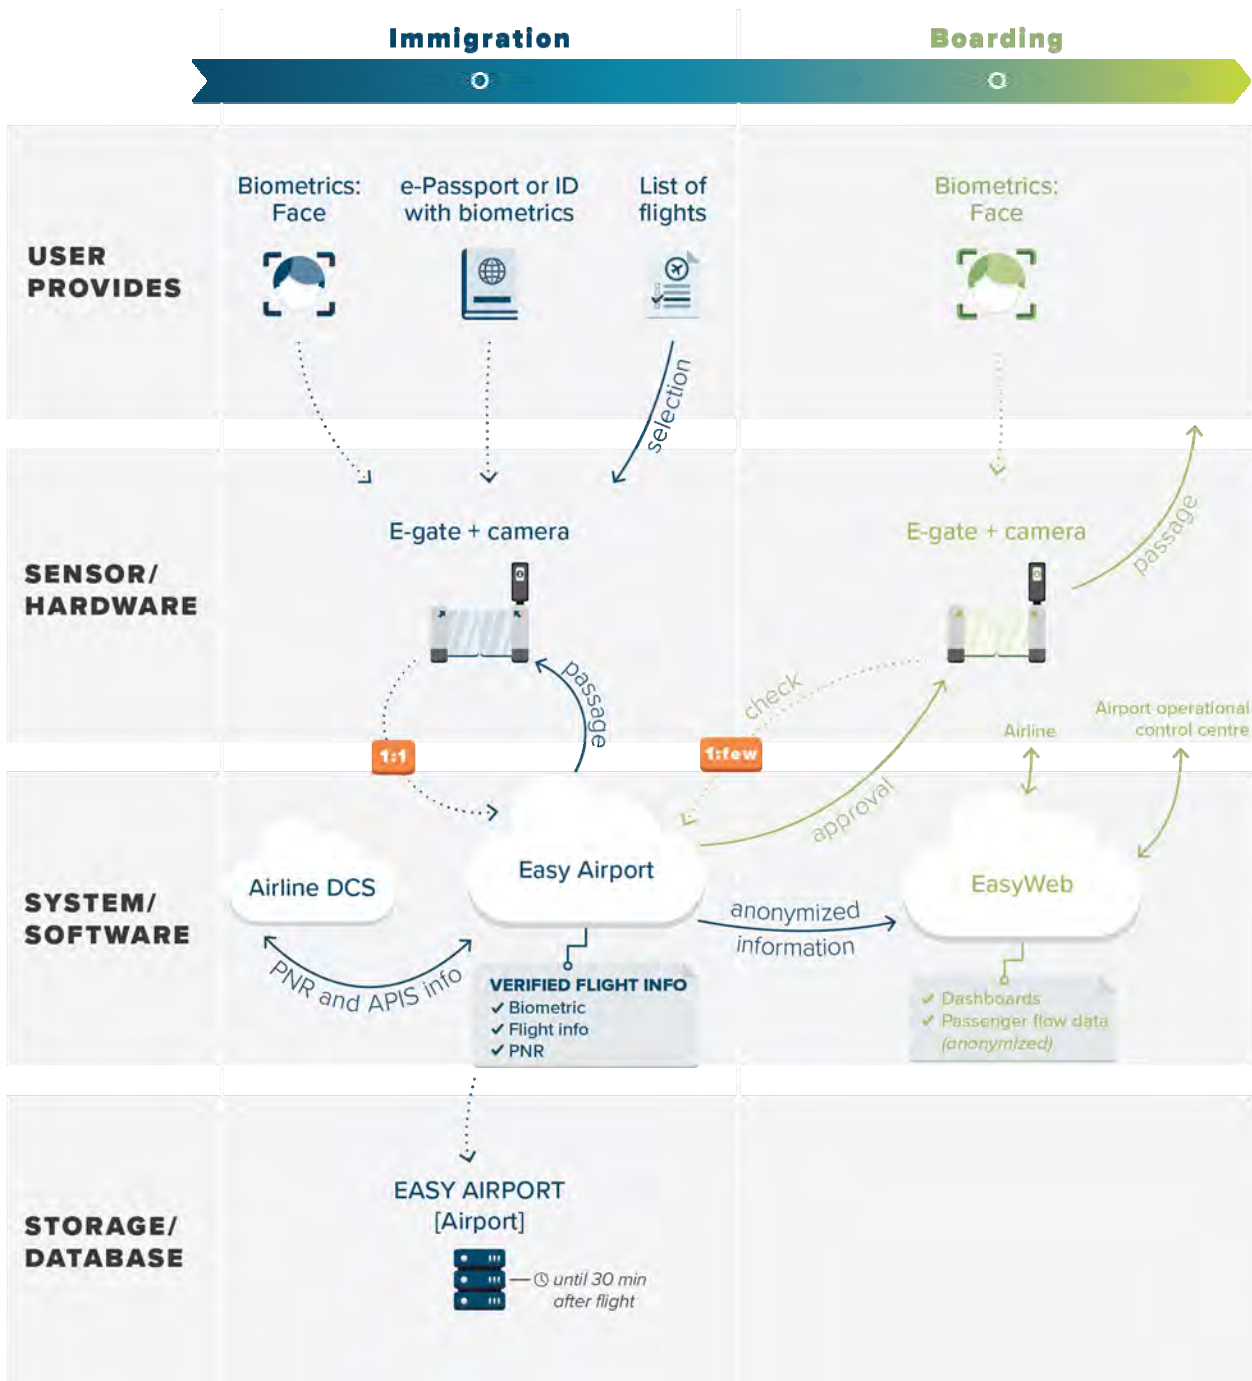 Immigration
Boarding
USER
PROVIDES
Biometrics:
Face
e-Passport or ID
with biometrics
List of
flights
Biometrics:
Face
selection
SENSOR/
HARDWARE
E-gate + camera
E-gate + camera
passage
passage
check
Airline
Airport operational
control centre
1:1
1:few
approval
SYSTEM/
SOFTWARE
Airline DCS
Easy Airport
EasyWeb
anonymized
information
PNR and APIS info
VERIFIED FLIGHT INFO
✓ Biometric
✓ Flight info
✓ PNR
✓ Dashboards
✓ Passenger flow data
(anonymized)
STORAGE/
DATABASE
EASY AIRPORT
[Airport]
until 30 min
after flight